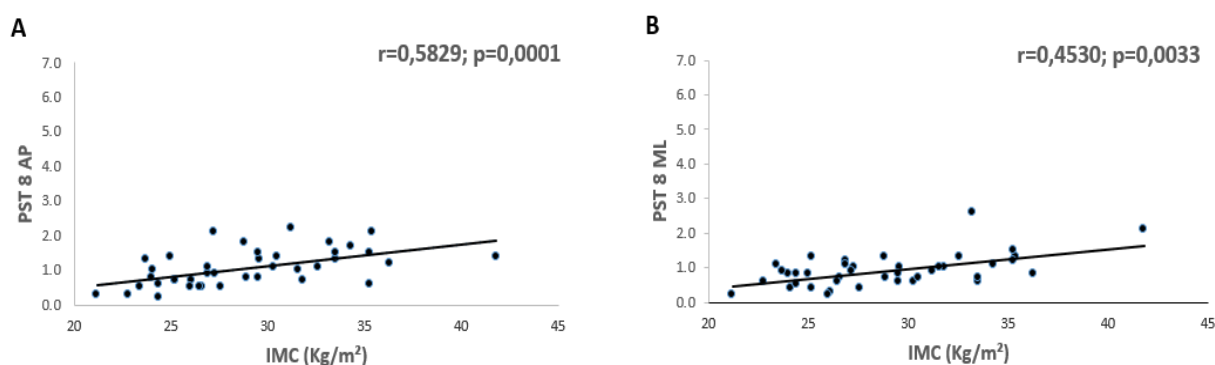 A
r=0,5829; p=0,0001
7.0
6.0
5.0
4.0
3.0
2.0
1.0
0.0
PST 8 AP
20 25 30 35 40 45
IMC (Kg/m²)
B
r=0,4530; p=0,0033
7.0
6.0
5.0
4.0
3.0
2.0
1.0
0.0
PST 8 ML
20 25 30 35 40 45
IMC (Kg/m²)